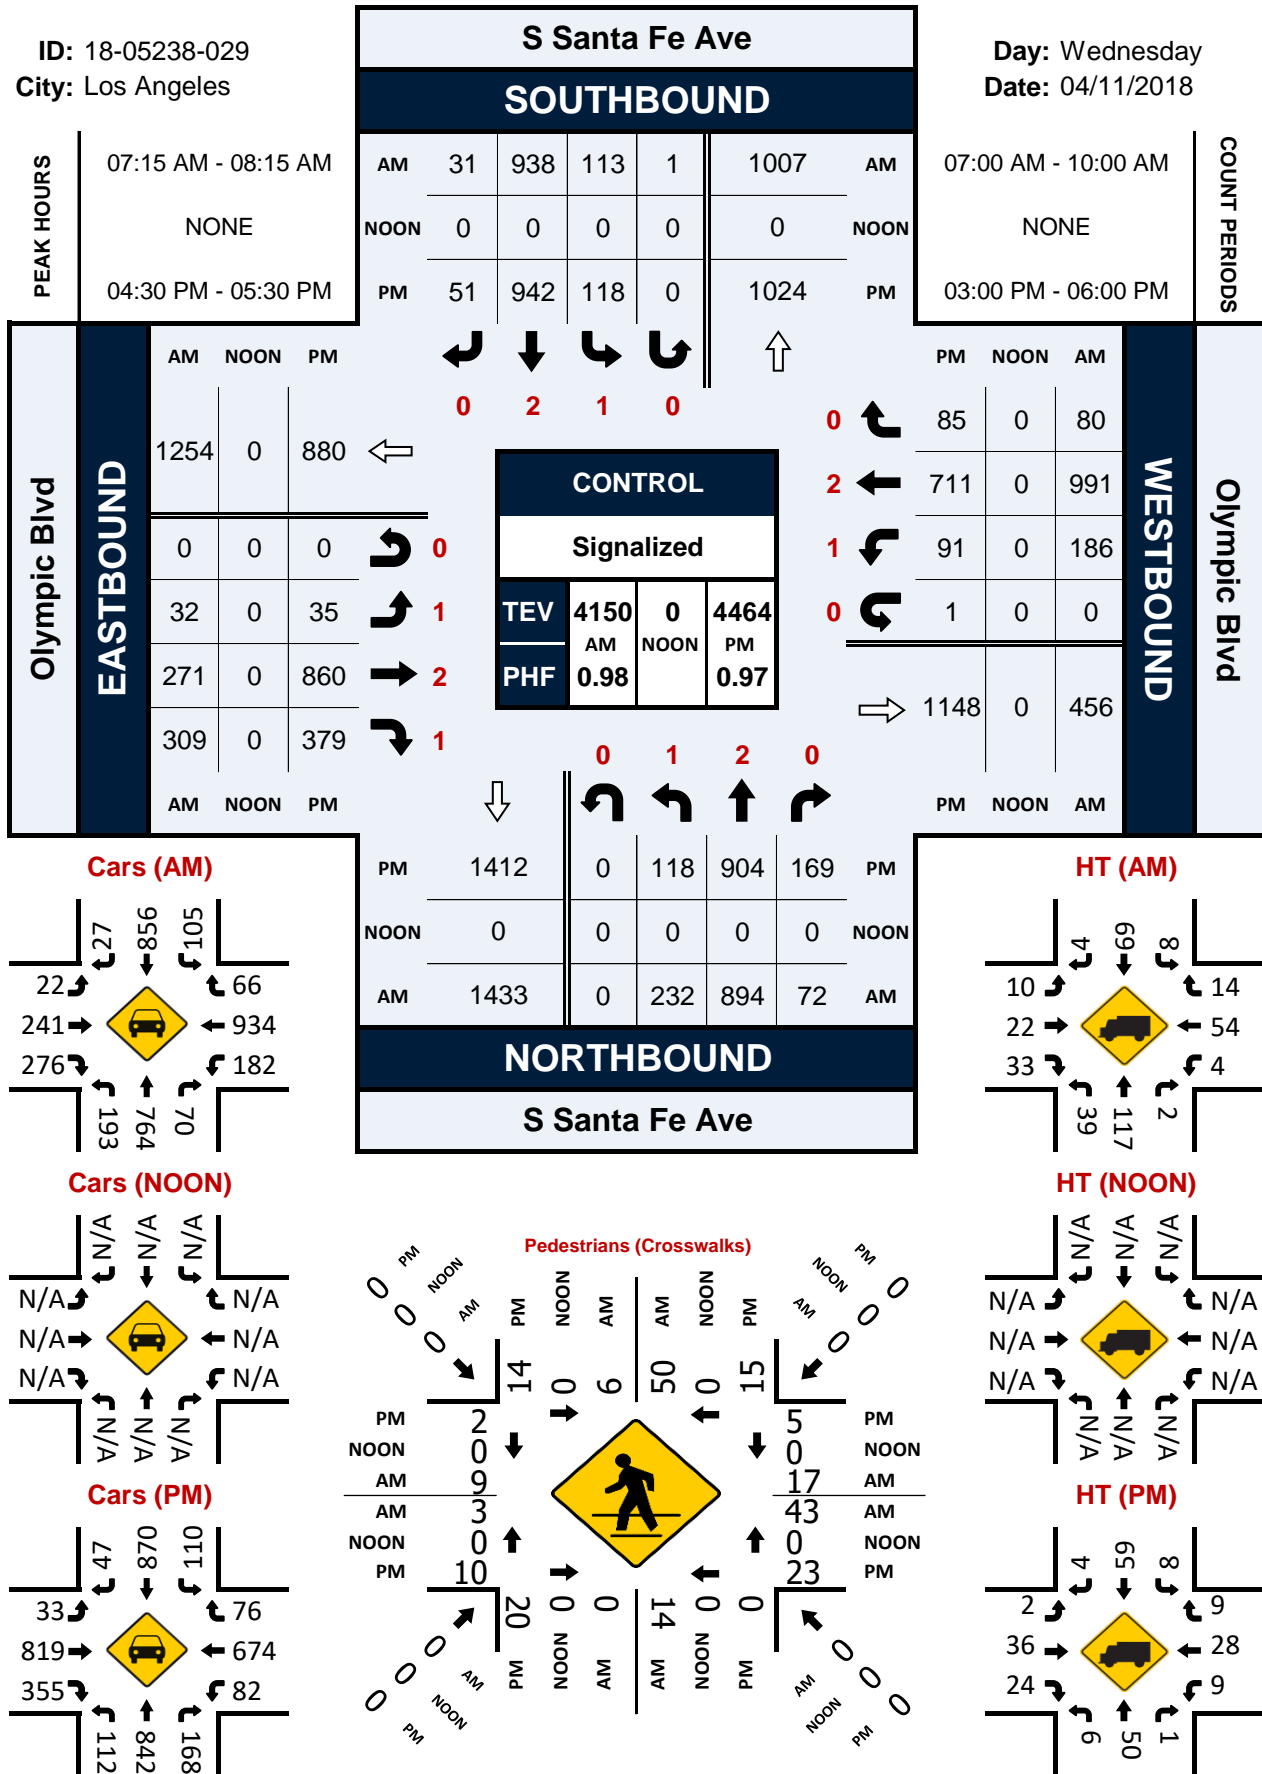 ID: 18-05238-029
City: Los Angeles
S Santa Fe Ave
SOUTHBOUND
Day: Wednesday
Date: 04/11/2018
PEAK HOURS
07:15 AM - 08:15 AM
NONE
04:30 PM - 05:30 PM
AM 31 938 113 1 1007 AM
NOON 0 0 0 0 0 NOON
PM 51 942 118 0 1024 PM
07:00 AM - 10:00 AM
NONE
03:00 PM - 06:00 PM
COUNT PERIODS
0 2 1 0
Olympic Blvd
EASTBOUND
AM NOON PM
1254 0 880
0 0 0 0
32 0 35 1
271 0 860 2
309 0 379 1
AM NOON PM
CONTROL
Signalized
TEV 4150 0 4464
AM NOON PM
PHF 0.98 0.97
PM NOON AM
0 85 0 80
2 711 0 991
1 91 0 186
0 1 0 0
1148 0 456
PM NOON AM
WESTBOUND
Olympic Blvd
0 1 2 0
PM 1412 0 118 904 169 PM
NOON 0 0 0 0 0 NOON
AM 1433 0 232 894 72 AM
NORTHBOUND
S Santa Fe Ave
Cars (AM)
27 856 105
22 66
241 934
276 182
193 764 70
HT (AM)
4 69 8
10 14
22 54
33 4
39 117 2
Cars (NOON)
N/A N/A N/A
N/A N/A
N/A N/A
N/A N/A
N/A N/A N/A
HT (NOON)
N/A N/A N/A
N/A N/A
N/A N/A
N/A N/A
N/A N/A N/A
Cars (PM)
47 870 110
33 76
819 674
355 82
112 842 168
HT (PM)
4 59 8
2 9
36 28
24 9
6 50 1
Pedestrians (Crosswalks)
PM NOON AM
0 0 0
PM NOON AM AM NOON PM
14 0 6 50 0 15
PM NOON AM
0 0 0
PM 2 5 PM
NOON 0 0 NOON
AM 9 17 AM
AM 3 43 AM
NOON 0 0 NOON
PM 10 23 PM
20 0 0 14 0 0
PM NOON AM AM NOON PM
0 0 0
AM NOON PM
0 0 0
AM NOON PM